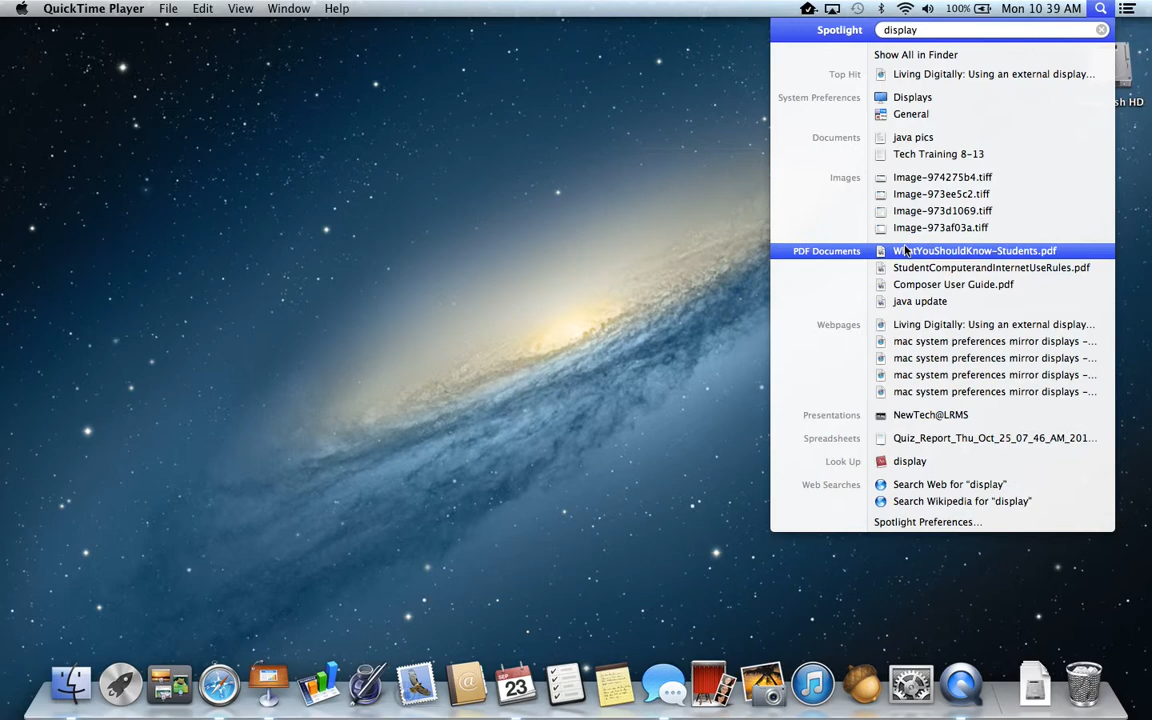 QuickTime Player File Edit View Window Help 100% Mon 10 39 AM
Spotlight display
Show All in Finder
Top Hit Living Digitally: Using an external display...
System Preferences Displays
General
Documents java pics
Tech Training 8-13
Images Image-974275b4.tiff
Image-973ee5c2.tiff
Image-973d1069.tiff
Image-973af03a.tiff
PDF Documents WhatYouShouldKnow-Students.pdf
StudentComputerandInternetUseRules.pdf
Composer User Guide.pdf
java update
Webpages Living Digitally: Using an external display...
mac system preferences mirror displays -...
mac system preferences mirror displays -...
mac system preferences mirror displays -...
mac system preferences mirror displays -...
Presentations NewTech@LRMS
Spreadsheets Quiz_Report_Thu_Oct_25_07_46_AM_201...
Look Up display
Web Searches Search Web for "display"
Search Wikipedia for "display"
Spotlight Preferences...
sh HD
SEP
23